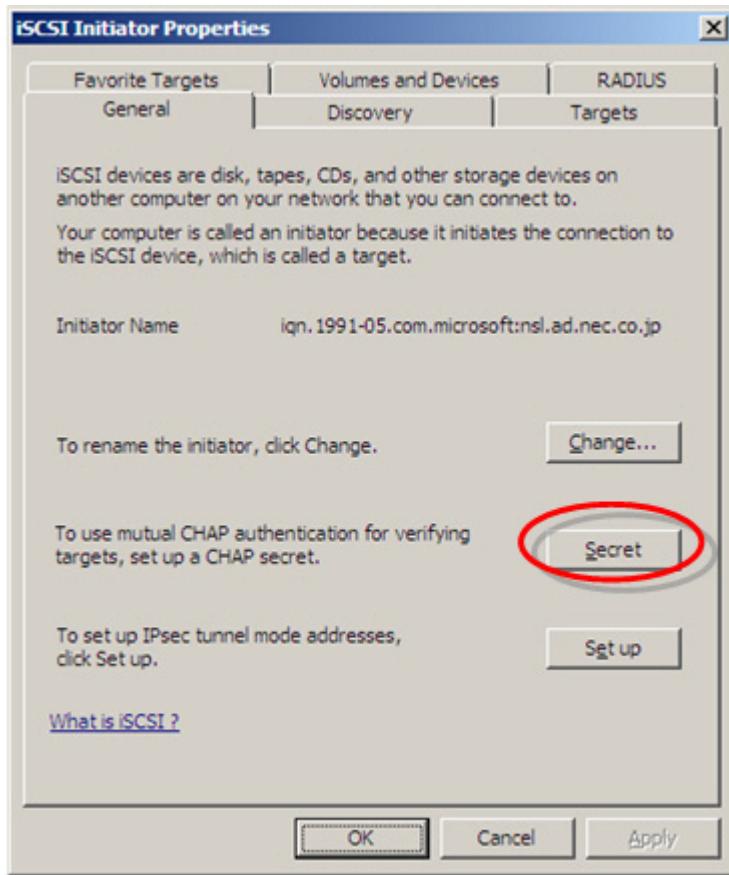 iSCSI Initiator Properties
Favorite Targets
Volumes and Devices
RADIUS
General
Discovery
Targets
iSCSI devices are disk, tapes, CDs, and other storage devices on
another computer on your network that you can connect to.
Your computer is called an initiator because it initiates the connection to
the iSCSI device, which is called a target.
Initiator Name iqn.1991-05.com.microsoft:nsl.ad.nec.co.jp
To rename the initiator, click Change.
Change...
To use mutual CHAP authentication for verifying
targets, set up a CHAP secret.
Secret
To set up IPsec tunnel mode addresses,
click Set up.
Set up
What is iSCSI ?
OK
Cancel
Apply